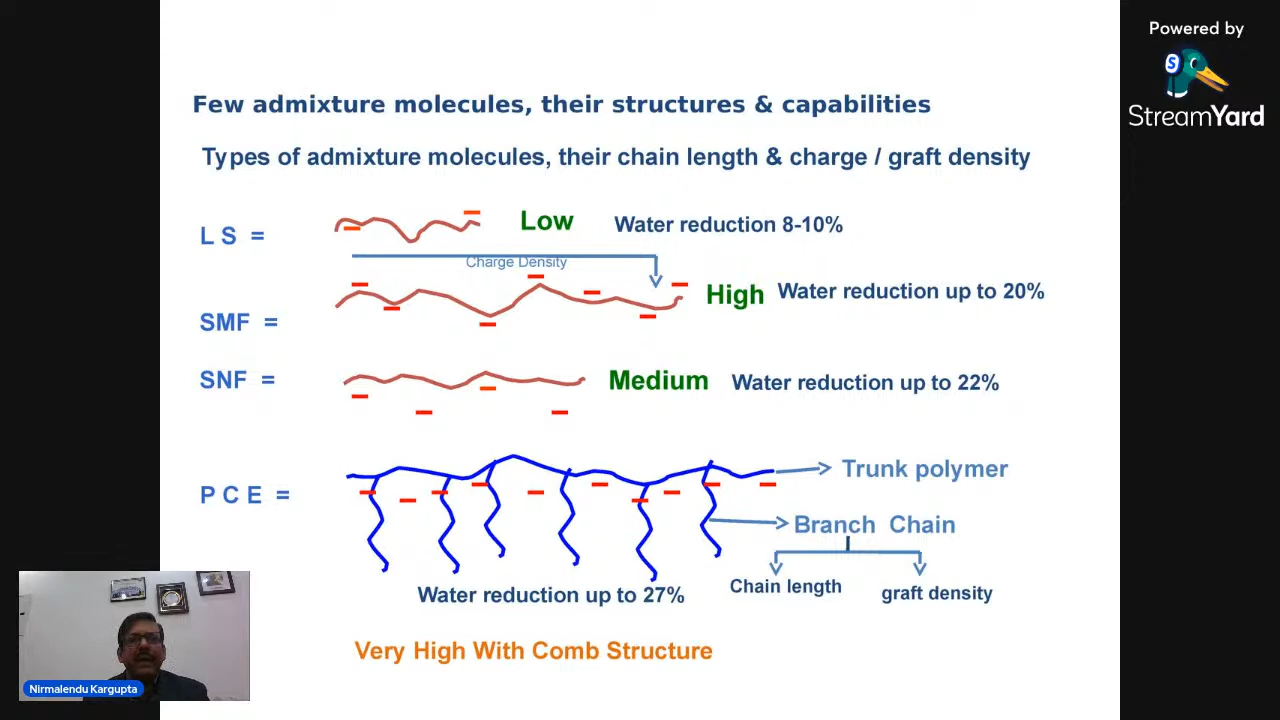 Powered by
StreamYard
Few admixture molecules, their structures & capabilities
Types of admixture molecules, their chain length & charge / graft density
L S = Low Water reduction 8-10%
Charge Density
SMF = High Water reduction up to 20%
SNF = Medium Water reduction up to 22%
Trunk polymer
P C E =
Branch Chain
Chain length graft density
Water reduction up to 27%
Very High With Comb Structure
Nirmalendu Kargupta